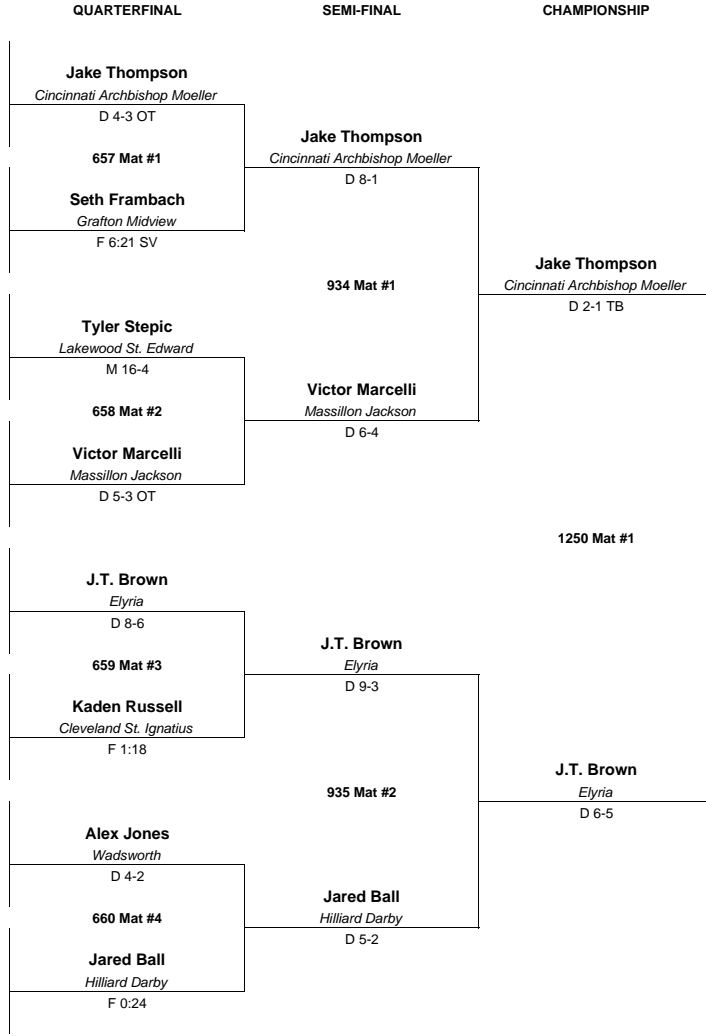 QUARTERFINAL SEMI-FINAL CHAMPIONSHIP
Jake Thompson
Cincinnati Archbishop Moeller
D 4-3 OT
657 Mat #1
Seth Frambach
Grafton Midview
F 6:21 SV
Tyler Stepic
Lakewood St. Edward
M 16-4
658 Mat #2
Victor Marcelli
Massillon Jackson
D 5-3 OT
J.T. Brown
Elyria
D 8-6
659 Mat #3
Kaden Russell
Cleveland St. Ignatius
F 1:18
Alex Jones
Wadsworth
D 4-2
660 Mat #4
Jared Ball
Hilliard Darby
F 0:24
Jake Thompson
Cincinnati Archbishop Moeller
D 8-1
934 Mat #1
Victor Marcelli
Massillon Jackson
D 6-4
J.T. Brown
Elyria
D 9-3
935 Mat #2
Jared Ball
Hilliard Darby
D 5-2
Jake Thompson
Cincinnati Archbishop Moeller
D 2-1 TB
1250 Mat #1
J.T. Brown
Elyria
D 6-5